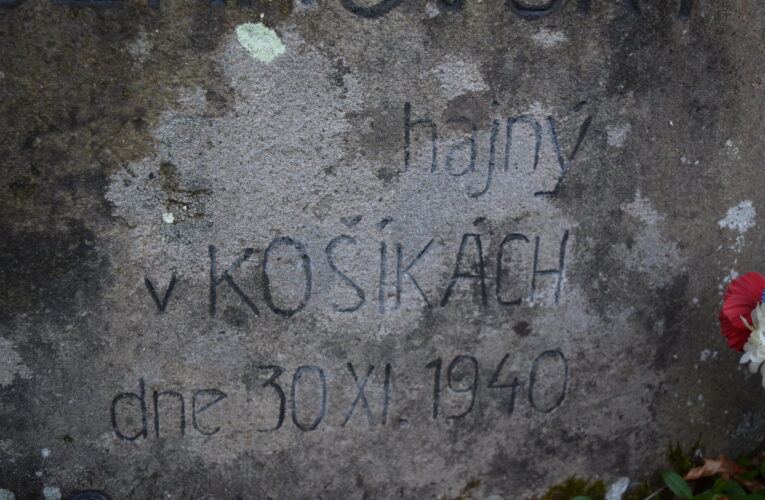 hajný
v KOŠÍKÁCH
dne 30 XI. 1940